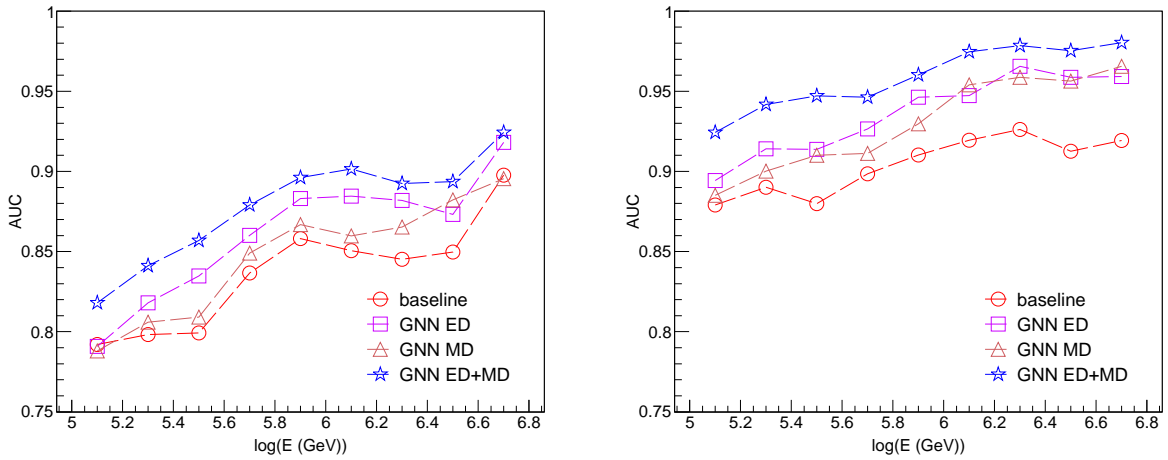 1
0.95
0.9
0.85
0.8
0.75
AUC
5 5.2 5.4 5.6 5.8 6 6.2 6.4 6.6 6.8
log(E (GeV))
baseline
GNN ED
GNN MD
GNN ED+MD
1
0.95
0.9
0.85
0.8
0.75
AUC
5 5.2 5.4 5.6 5.8 6 6.2 6.4 6.6 6.8
log(E (GeV))
baseline
GNN ED
GNN MD
GNN ED+MD